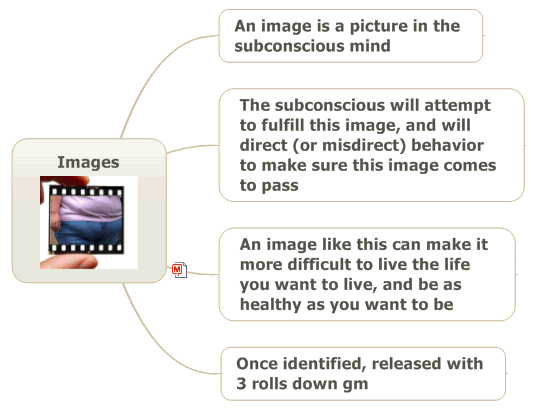 An image is a picture in the
subconscious mind
The subconscious will attempt
to fulfill this image, and will
direct (or misdirect) behavior
to make sure this image comes
to pass
Images
An image like this can make it
more difficult to live the life
you want to live, and be as
healthy as you want to be
M
Once identified, released with
3 rolls down gm